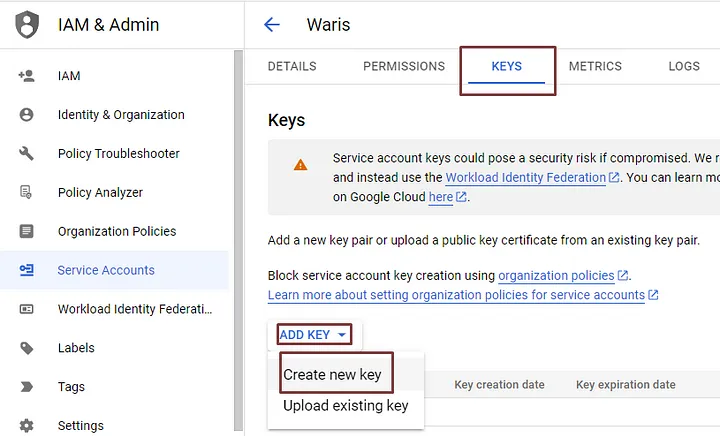 IAM & Admin
Waris
DETAILS PERMISSIONS KEYS METRICS LOGS
IAM
Identity & Organization
Policy Troubleshooter
Policy Analyzer
Organization Policies
Service Accounts
Workload Identity Federati...
Labels
Tags
Settings
Keys
Service account keys could pose a security risk if compromised. We
and instead use the Workload Identity Federation. You can learn
on Google Cloud here.
Add a new key pair or upload a public key certificate from an existing key pair.
Block service account key creation using organization policies.
Learn more about setting organization policies for service accounts
ADD KEY
Create new key
Upload existing key
Key creation date Key expiration date